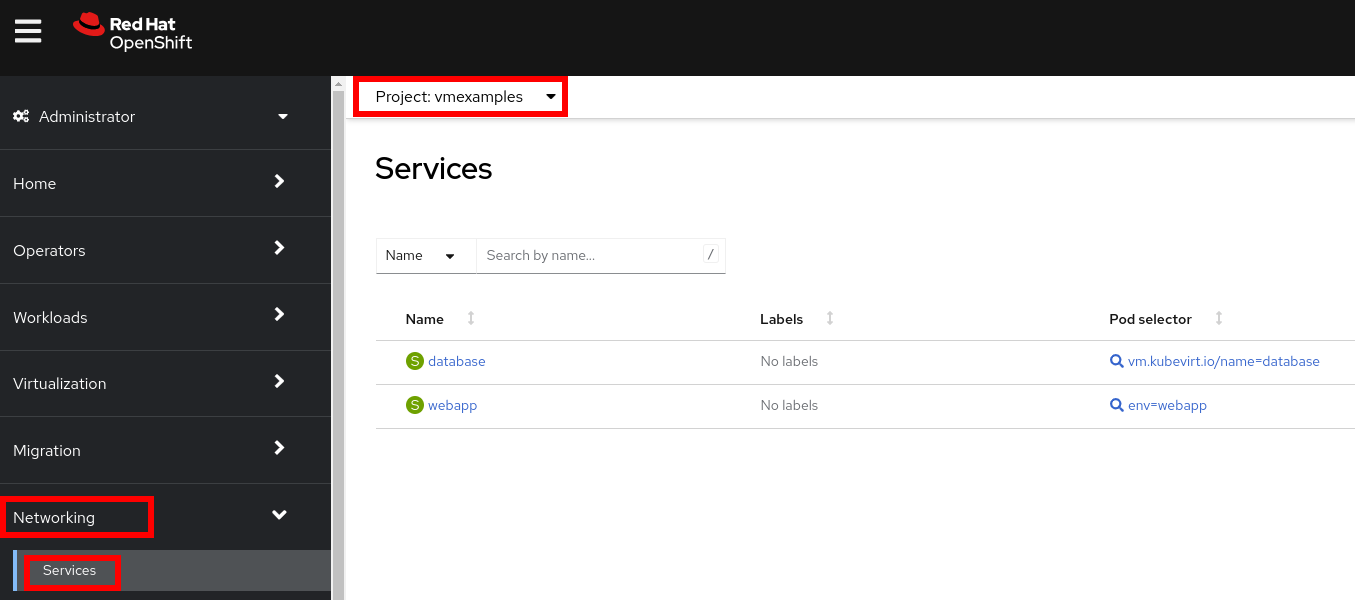 Red Hat
OpenShift
Administrator
Home
Operators
Workloads
Virtualization
Migration
Networking
Services
Project: vmexamples
Services
Name Search by name... /
Name Labels Pod selector
S database No labels vm.kubevirt.io/name=database
S webapp No labels env=webapp